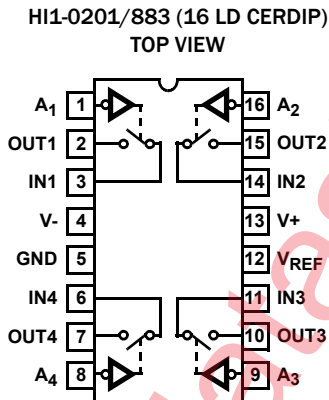 HI1-0201/883 (16 LD CERDIP)
TOP VIEW
A1 1 16 A2
OUT1 2 15 OUT2
IN1 3 14 IN2
V- 4 13 V+
GND 5 12 VREF
IN4 6 11 IN3
OUT4 7 10 OUT3
A4 8 9 A3